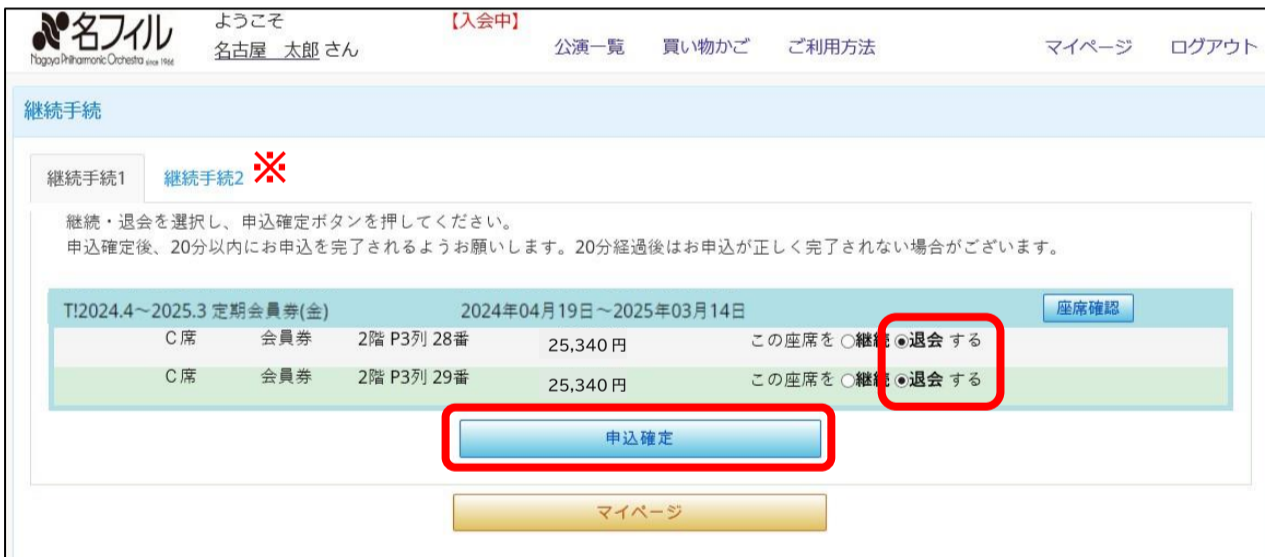 名フィル
Nagoya Philharmonic Orchestra since 1966
ようこそ
名古屋 太郎 さん
【入会中】
公演一覧 買い物かご ご利用方法 マイページ ログアウト
継続手続
継続手続1 継続手続2 ※
継続・退会を選択し、申込確定ボタンを押してください。
申込確定後、20分以内にお申込を完了されるようお願いします。20分経過後はお申込が正しく完了されない場合がございます。
T!2024.4～2025.3 定期会員券(金) 2024年04月19日～2025年03月14日 座席確認
C席 会員券 2階 P3列 28番 25,340 円 この座席を ○継続 ◉退会 する
C席 会員券 2階 P3列 29番 25,340 円 この座席を ○継続 ◉退会 する
申込確定
マイページ